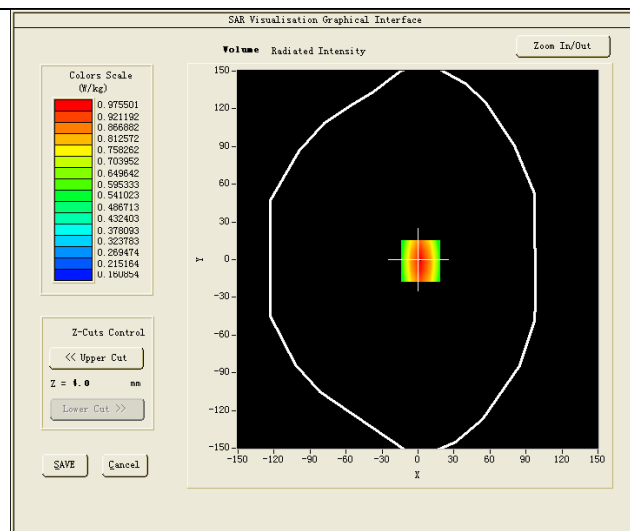 SAR Visualisation Graphical Interface
Volume Radiated Intensity
Zoom In/Out
Colors Scale
(W/kg)
0.975501
0.921192
0.866882
0.812572
0.758262
0.703952
0.649642
0.595333
0.541023
0.486713
0.432403
0.378093
0.323783
0.269474
0.215164
0.160854
Z-Cuts Control
<< Upper Cut
Z = 4.0 mm
Lower Cut >>
SAVE Cancel
150
120
90
60
30
0
-30
-60
-90
-120
-150
Y
-150 -120 -90 -60 -30 0 30 60 90 120 150
X